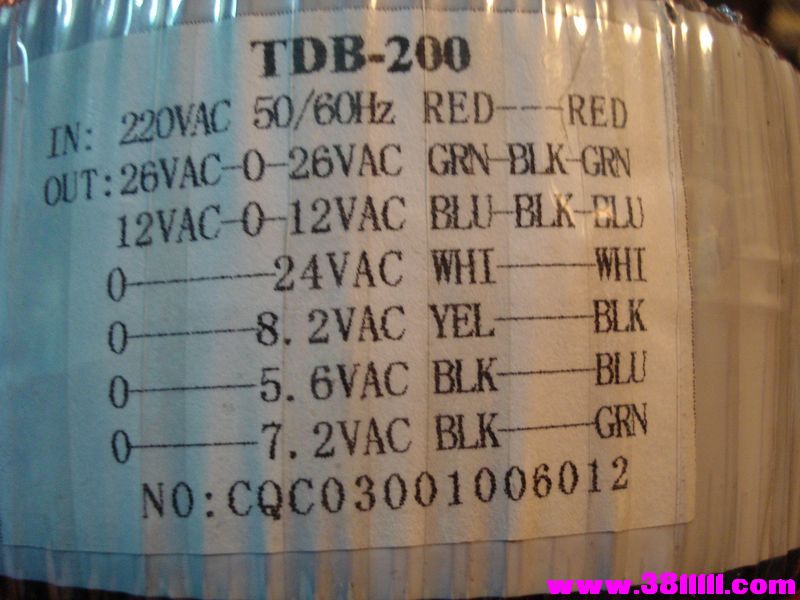 TDB-200
IN: 220VAC 50/60Hz RED---RED
OUT:26VAC-0-26VAC GRN-BLK-GRN
12VAC-0-12VAC BLU-BLK-BLU
0———24VAC WHI———WHI
0———8.2VAC YEL———BLK
0———5.6VAC BLK———BLU
0———7.2VAC BLK———GRN
NO:CQC03001006012
www.38lllll.com